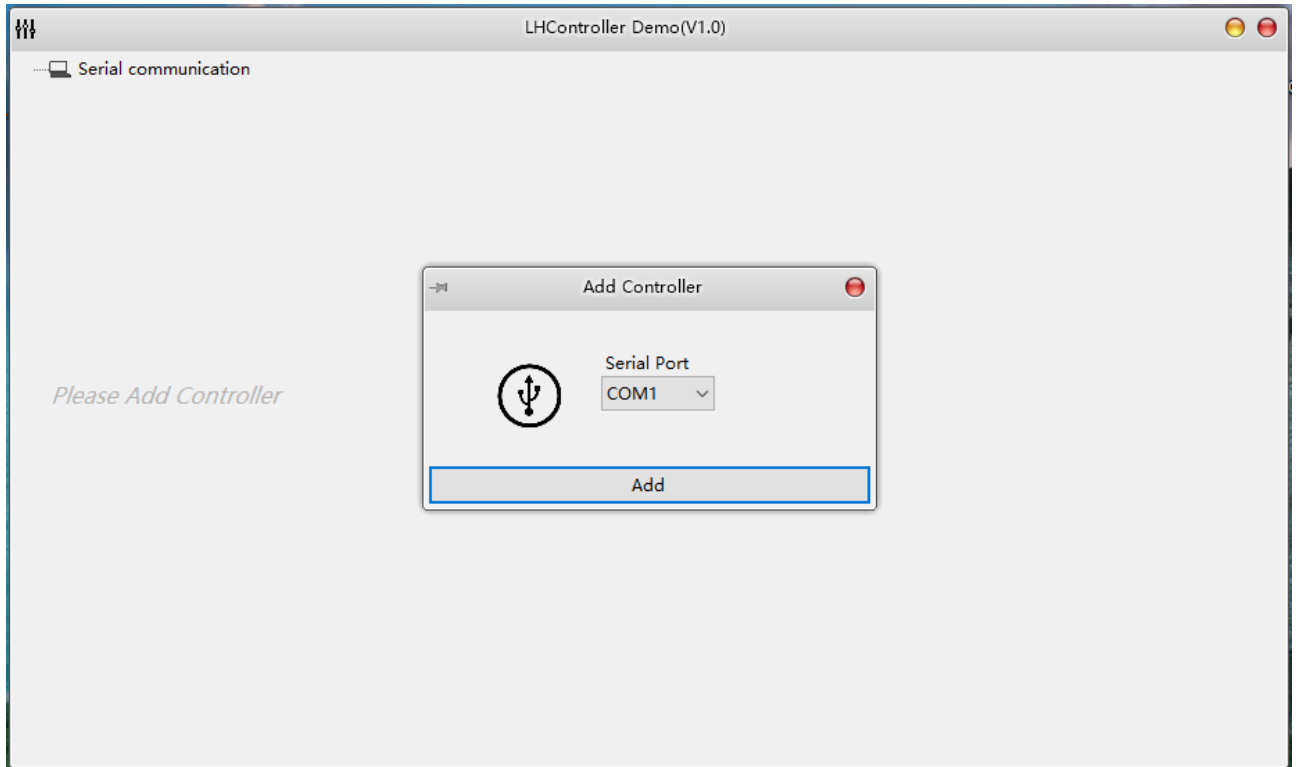 LHController Demo(V1.0)
Serial communication
Add Controller
Serial Port
COM1
Please Add Controller
Add